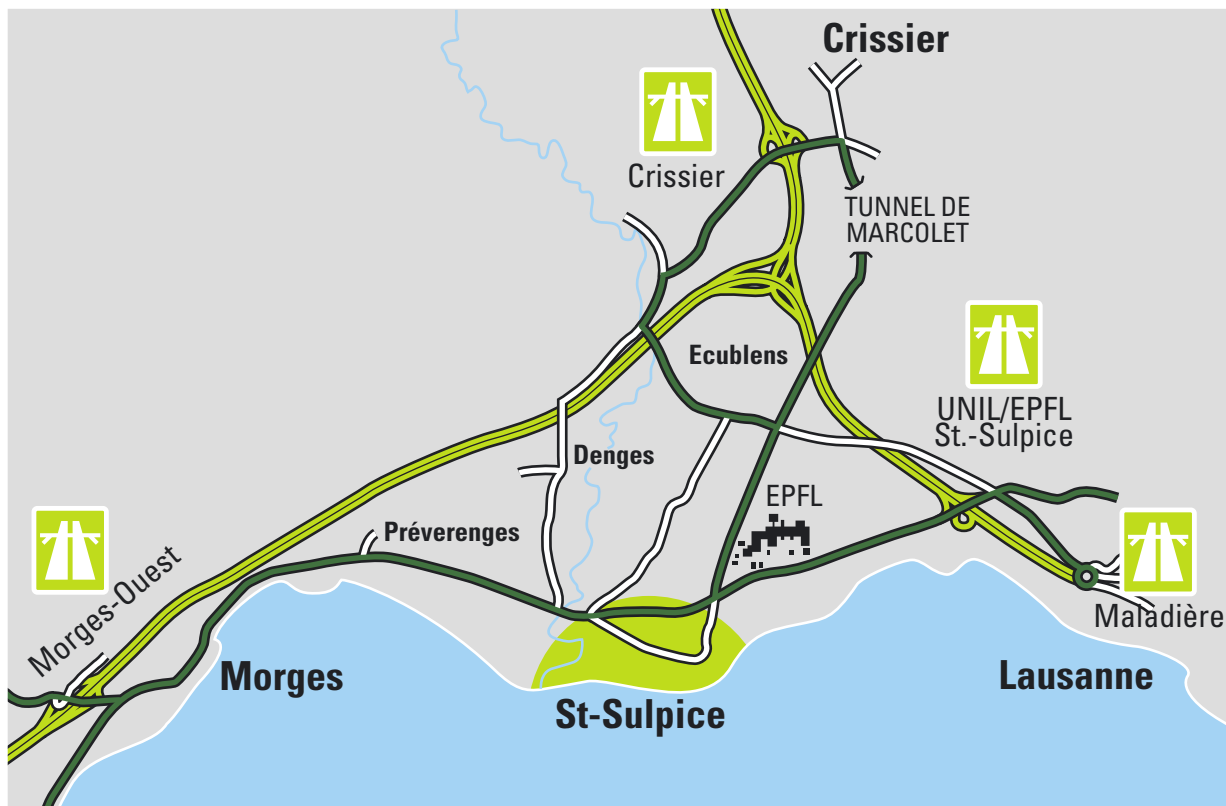 Crissier
Crissier
TUNNEL DE
MARCOLET
Ecublens
UNIL/EPFL
St.-Sulpice
Denges
EPFL
Préverenges
Morges-Ouest
Maladière
Morges
Lausanne
St-Sulpice